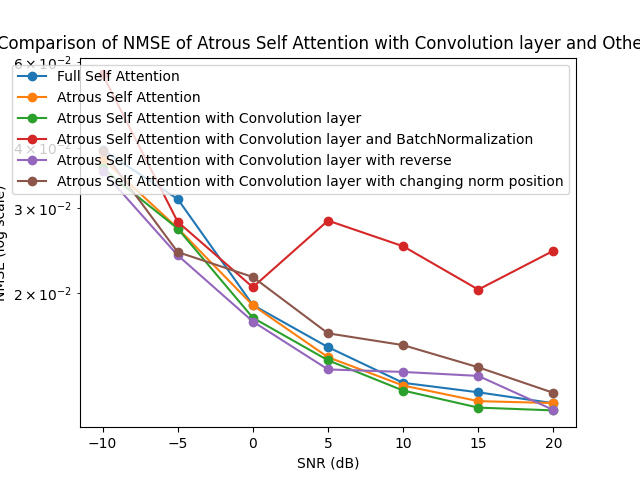 Comparison of NMSE of Atrous Self Attention with Convolution layer and Othe
6 × 10⁻²
4 × 10⁻²
3 × 10⁻²
2 × 10⁻²
NMSE (log scale)
Full Self Attention
Atrous Self Attention
Atrous Self Attention with Convolution layer
Atrous Self Attention with Convolution layer and BatchNormalization
Atrous Self Attention with Convolution layer with reverse
Atrous Self Attention with Convolution layer with changing norm position
−10 −5 0 5 10 15 20
SNR (dB)